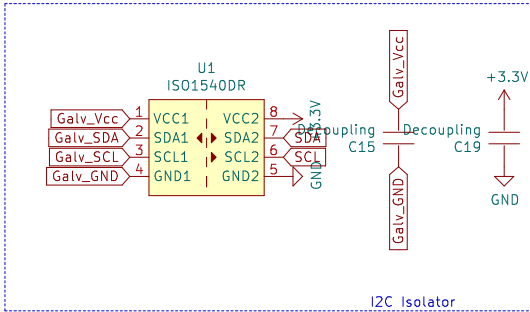 U1
ISO1540DR
Galv_Vcc 1 VCC1 VCC2 8 +3.3V
Galv_SDA 2 SDA1 SDA2 7 SDA
Galv_SCL 3 SCL1 SCL2 6 SCL
Galv_GND 4 GND1 GND2 5 GND
Galv_Vcc
Decoupling
C15
Galv_GND
+3.3V
Decoupling
C19
GND
I2C Isolator